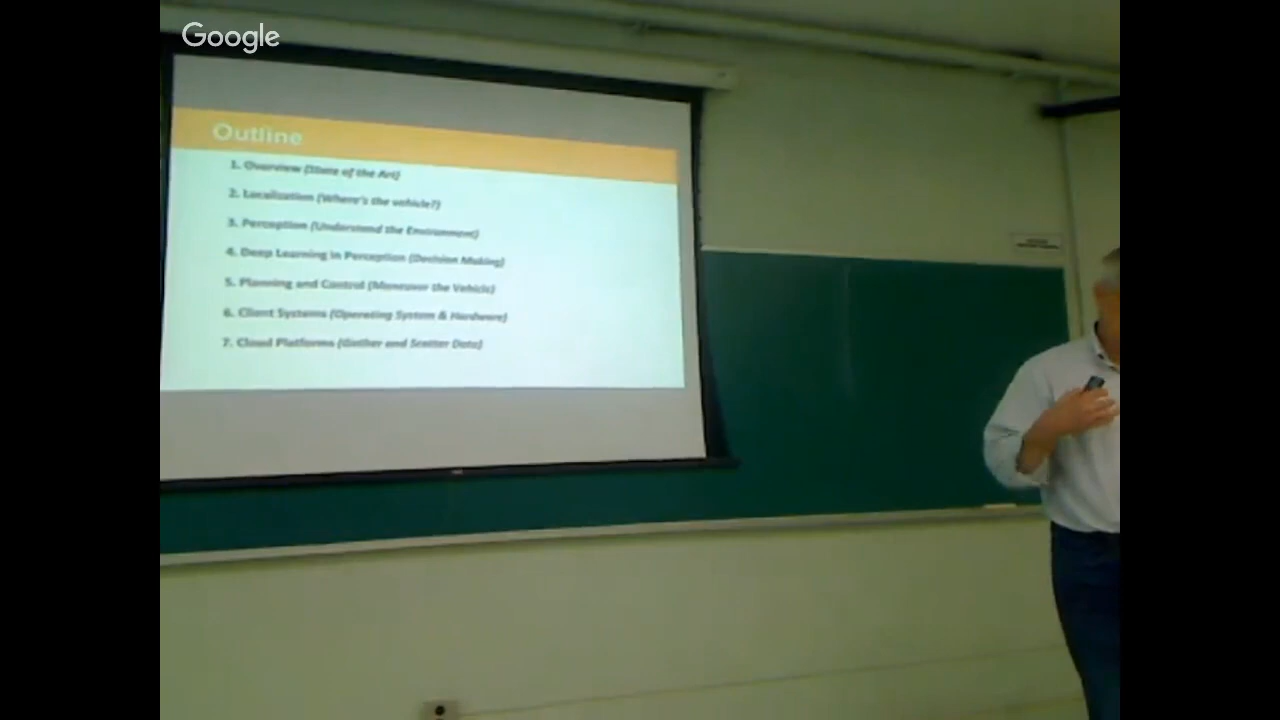 Google
Outline
1. Overview (State of the Art)
2. Localization (Where's the vehicle?)
3. Perception (Understand the Environment)
4. Deep Learning in Perception (Decision Making)
5. Planning and Control (Maneuver the Vehicle)
6. Client Systems (Operating System & Hardware)
7. Cloud Platforms (Gather and Scatter Data)